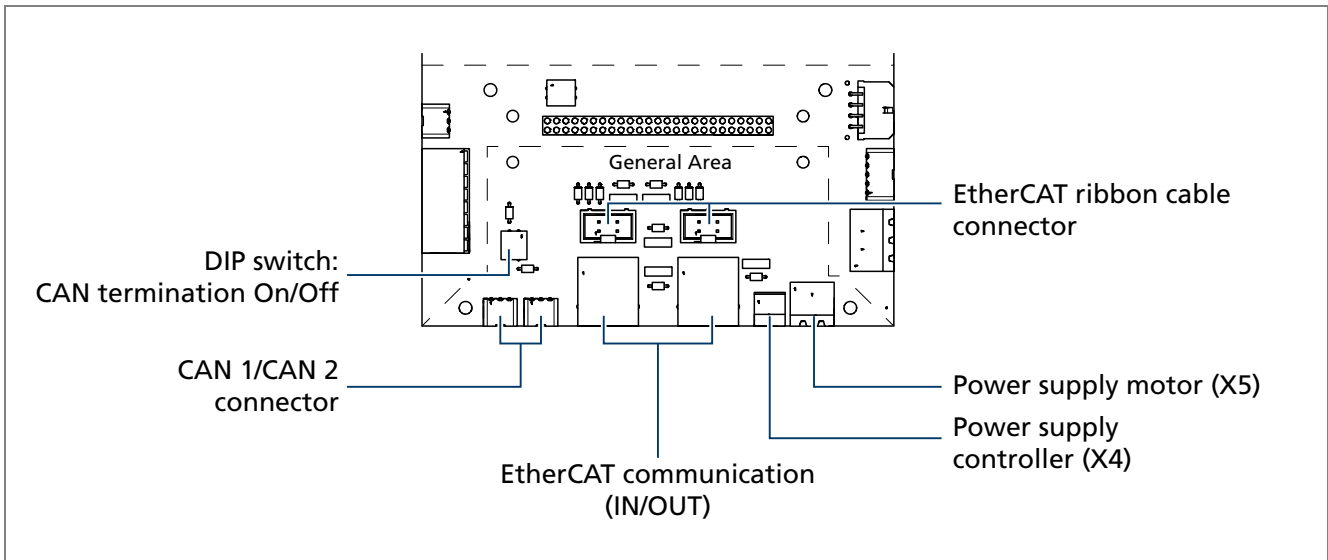 General Area
EtherCAT ribbon cable
connector
DIP switch:
CAN termination On/Off
CAN 1/CAN 2
connector
Power supply motor (X5)
Power supply
controller (X4)
EtherCAT communication
(IN/OUT)